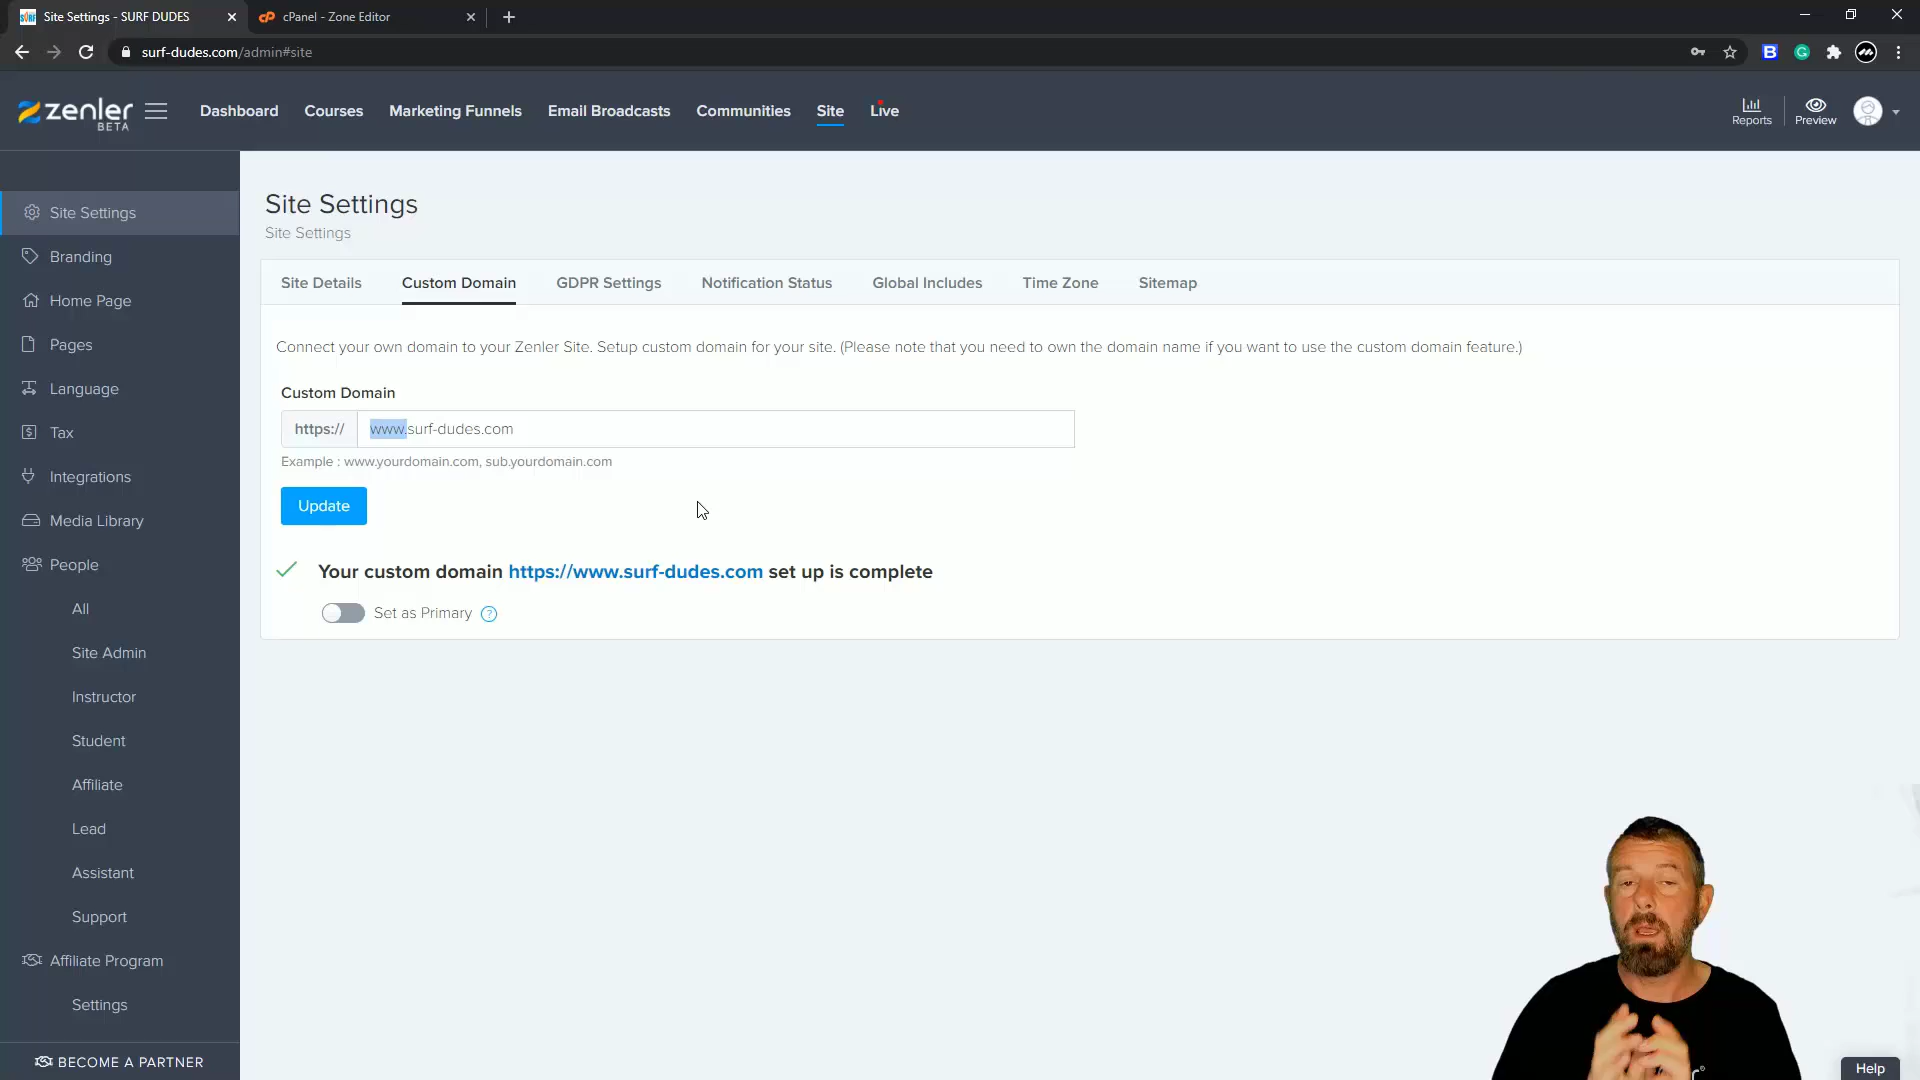 Site Settings - SURF DUDES
cPanel - Zone Editor
surf-dudes.com/admin#site
zenler
BETA
Dashboard
Courses
Marketing Funnels
Email Broadcasts
Communities
Site
Live
Reports
Preview
Site Settings
Branding
Home Page
Pages
Language
Tax
Integrations
Media Library
People
All
Site Admin
Instructor
Student
Affiliate
Lead
Assistant
Support
Affiliate Program
Settings
BECOME A PARTNER
Site Settings
Site Settings
Site Details
Custom Domain
GDPR Settings
Notification Status
Global Includes
Time Zone
Sitemap
Connect your own domain to your Zenler Site. Setup custom domain for your site. (Please note that you need to own the domain name if you want to use the custom domain feature.)
Custom Domain
https:// www.surf-dudes.com
Example : www.yourdomain.com, sub.yourdomain.com
Update
Your custom domain https://www.surf-dudes.com set up is complete
Set as Primary ?
Help